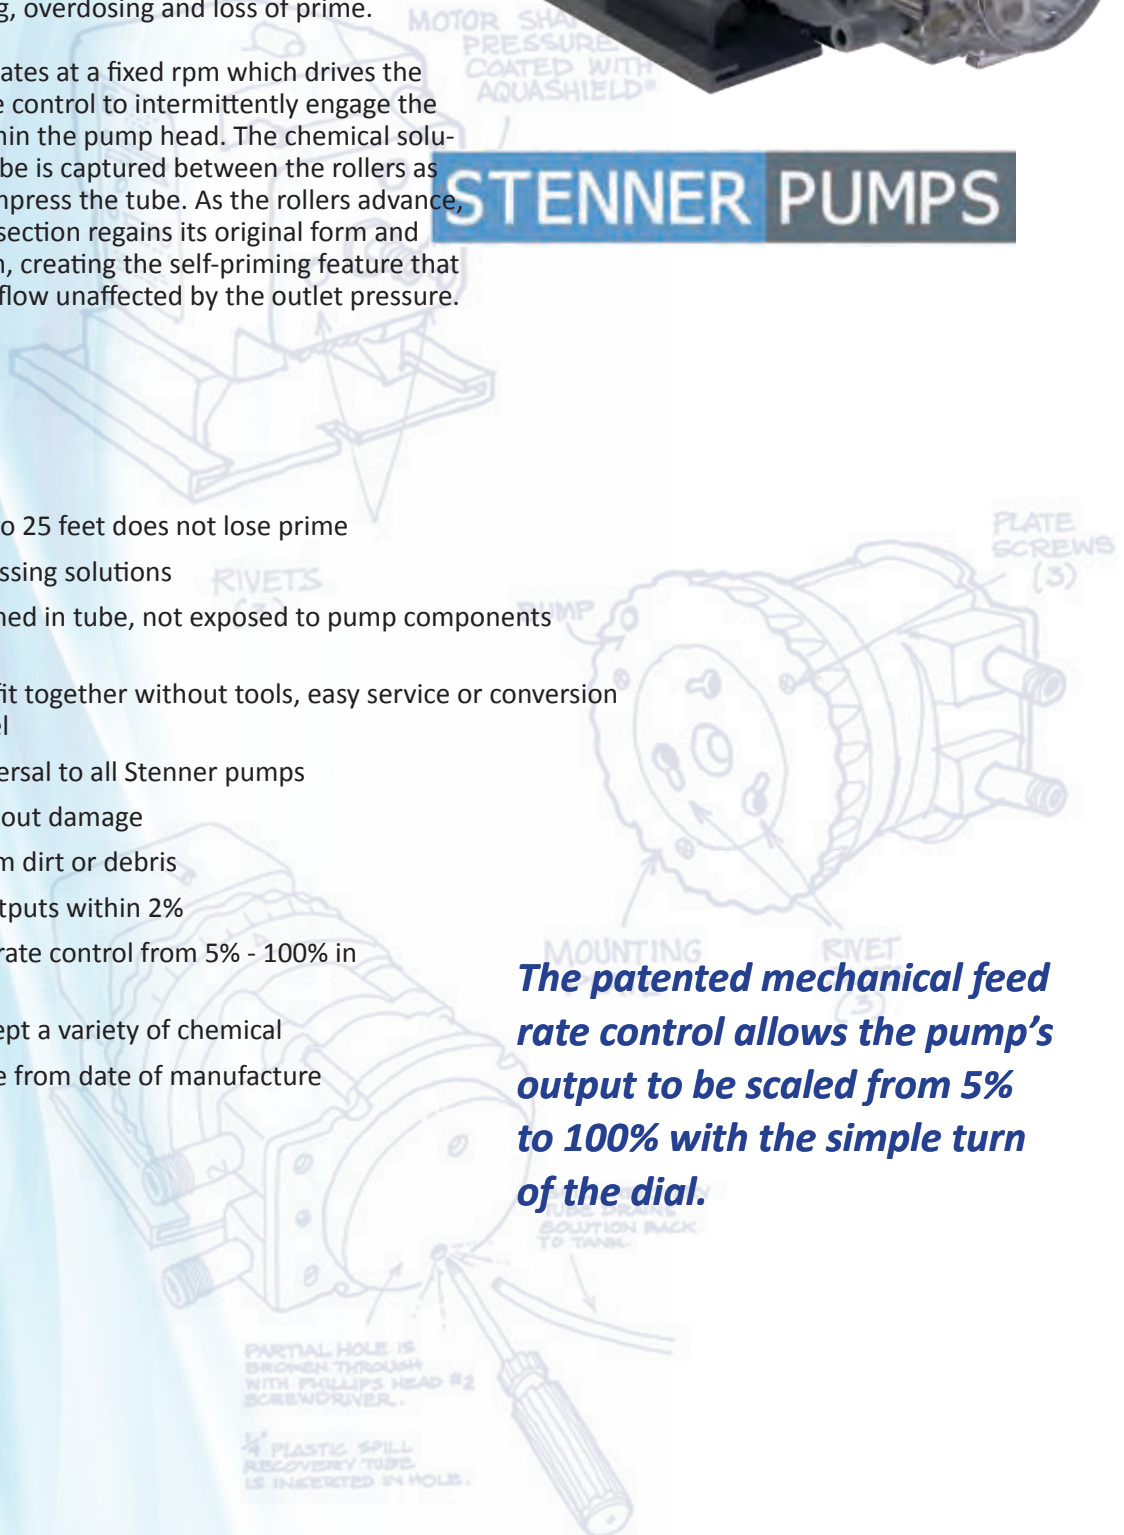 g, overdosing and loss of prime.
ates at a fixed rpm which drives the
e control to intermittently engage the
hin the pump head. The chemical solu-
be is captured between the rollers as
mpress the tube. As the rollers advance,
section regains its original form and
n, creating the self-priming feature that
flow unaffected by the outlet pressure.
MOTOR SHA
PRESSURE
COATED WITH
AQUASHIELD®
STENNER PUMPS
o 25 feet does not lose prime
ssing solutions
ned in tube, not exposed to pump components
fit together without tools, easy service or conversion
el
ersal to all Stenner pumps
out damage
m dirt or debris
tputs within 2%
rate control from 5% - 100% in
ept a variety of chemical
e from date of manufacture
RIVETS
PUMP
PLATE
SCREWS
(3)
MOUNTING
RIVET
(3)
The patented mechanical feed
rate control allows the pump’s
output to be scaled from 5%
to 100% with the simple turn
of the dial.
TUBE DRAINS
SOLUTION BACK
TO TANK.
PARTIAL HOLE IS
BROKEN THROUGH
WITH PHILLIPS HEAD #2
SCREWDRIVER.
¼" PLASTIC SPILL
RECOVERY TUBE
IS INSERTED IN HOLE.